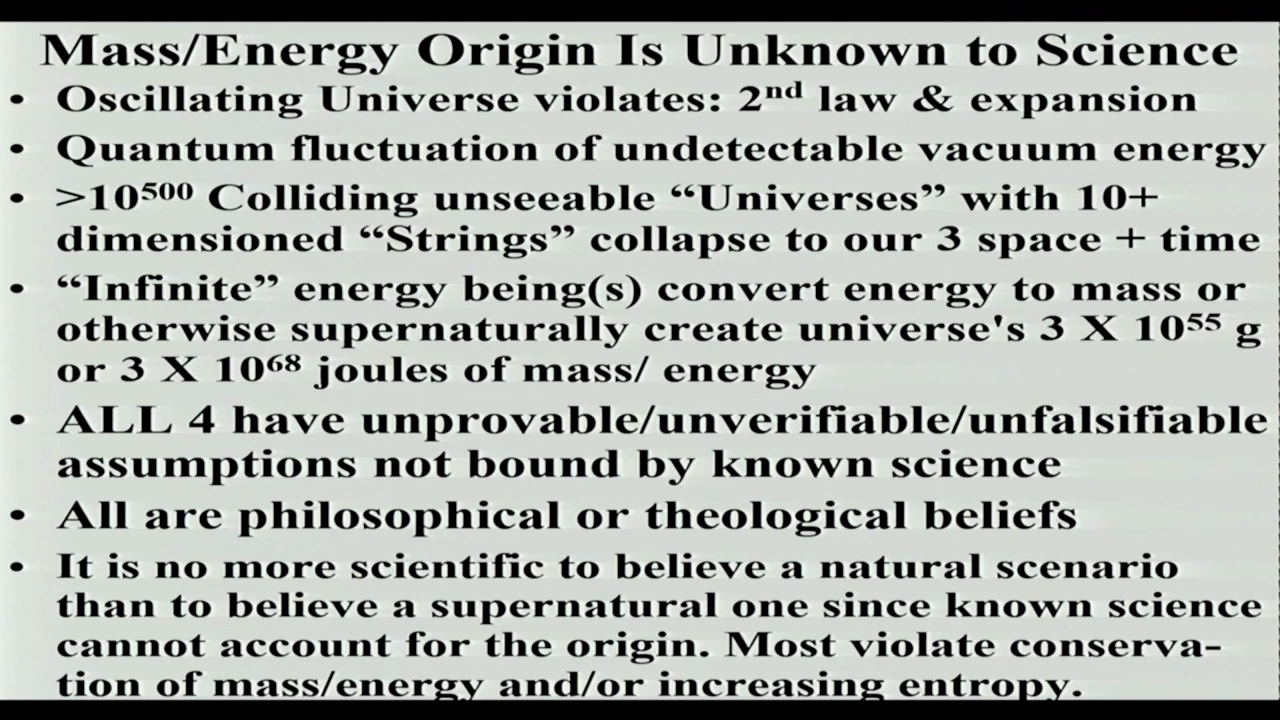 Mass/Energy Origin Is Unknown to Science
• Oscillating Universe violates: 2nd law & expansion
• Quantum fluctuation of undetectable vacuum energy
• >10⁵⁰⁰ Colliding unseeable “Universes” with 10+
dimensioned “Strings” collapse to our 3 space + time
• “Infinite” energy being(s) convert energy to mass or
otherwise supernaturally create universe's 3 X 10⁵⁵ g
or 3 X 10⁶⁸ joules of mass/ energy
• ALL 4 have unprovable/unverifiable/unfalsifiable
assumptions not bound by known science
• All are philosophical or theological beliefs
• It is no more scientific to believe a natural scenario
than to believe a supernatural one since known science
cannot account for the origin. Most violate conserva-
tion of mass/energy and/or increasing entropy.